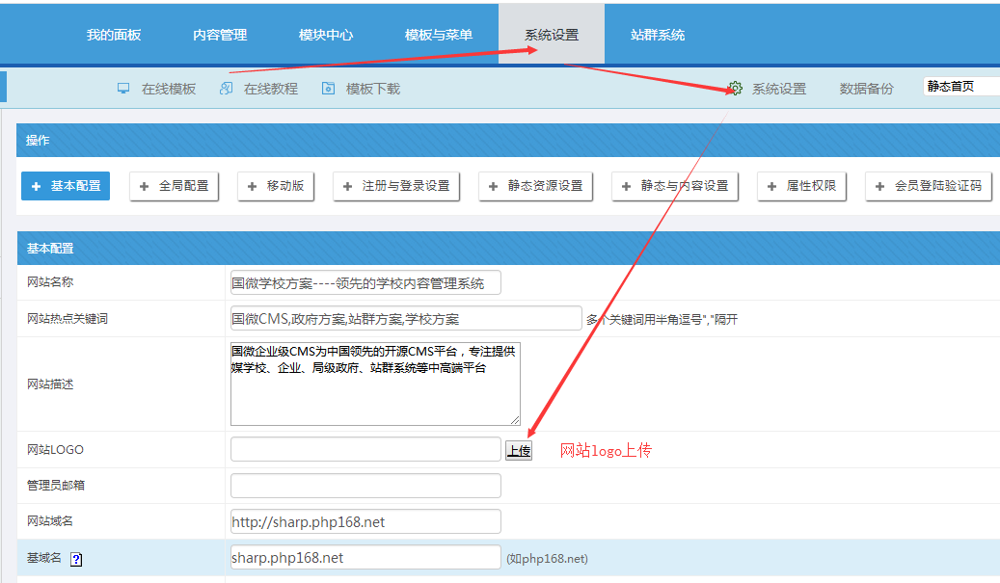 我的面板 内容管理 模块中心 模板与菜单 系统设置 站群系统
在线模板 在线教程 模板下载 系统设置 数据备份 静态首页
操作
基本配置 全局配置 移动版 注册与登录设置 静态资源设置 静态与内容设置 属性权限 会员登陆验证码
基本配置
网站名称 国微学校方案----领先的学校内容管理系统
网站热点关键词 国微CMS,政府方案,站群方案,学校方案 多个关键词用半角逗号","隔开
国微企业级CMS为中国领先的开源CMS平台，专注提供
媒学校、企业、局级政府、站群系统等中高端平台
网站描述
网站LOGO 上传 网站logo上传
管理员邮箱
网站域名 http://sharp.php168.net
基域名 ? sharp.php168.net (如php168.net)